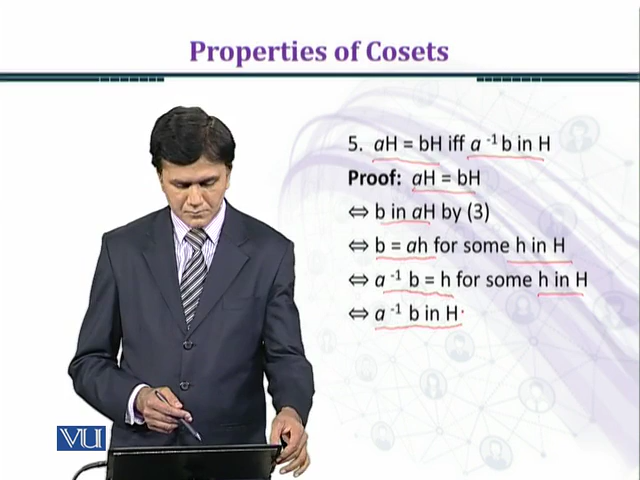 Properties of Cosets
5. aH = bH iff a ⁻¹ b in H
Proof: aH = bH
⇔ b in aH by (3)
⇔ b = ah for some h in H
⇔ a ⁻¹ b = h for some h in H
⇔ a ⁻¹ b in H
VU